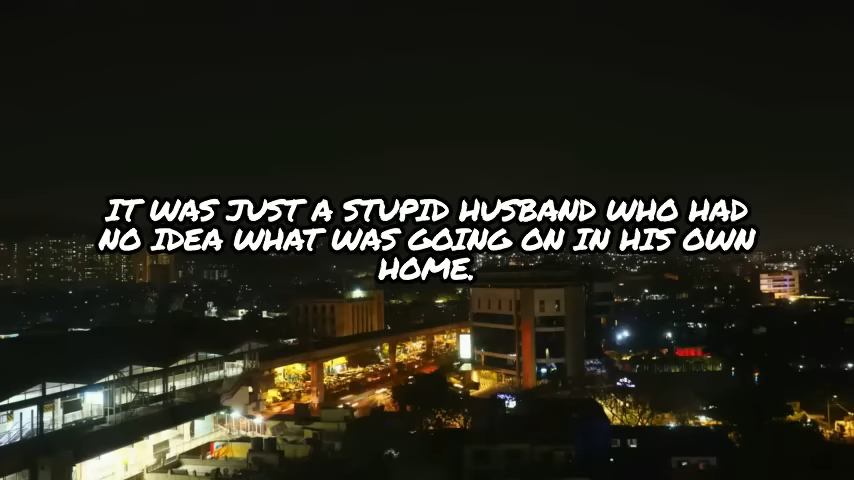 IT WAS JUST A STUPID HUSBAND WHO HAD
NO IDEA WHAT WAS GOING ON IN HIS OWN
HOME.